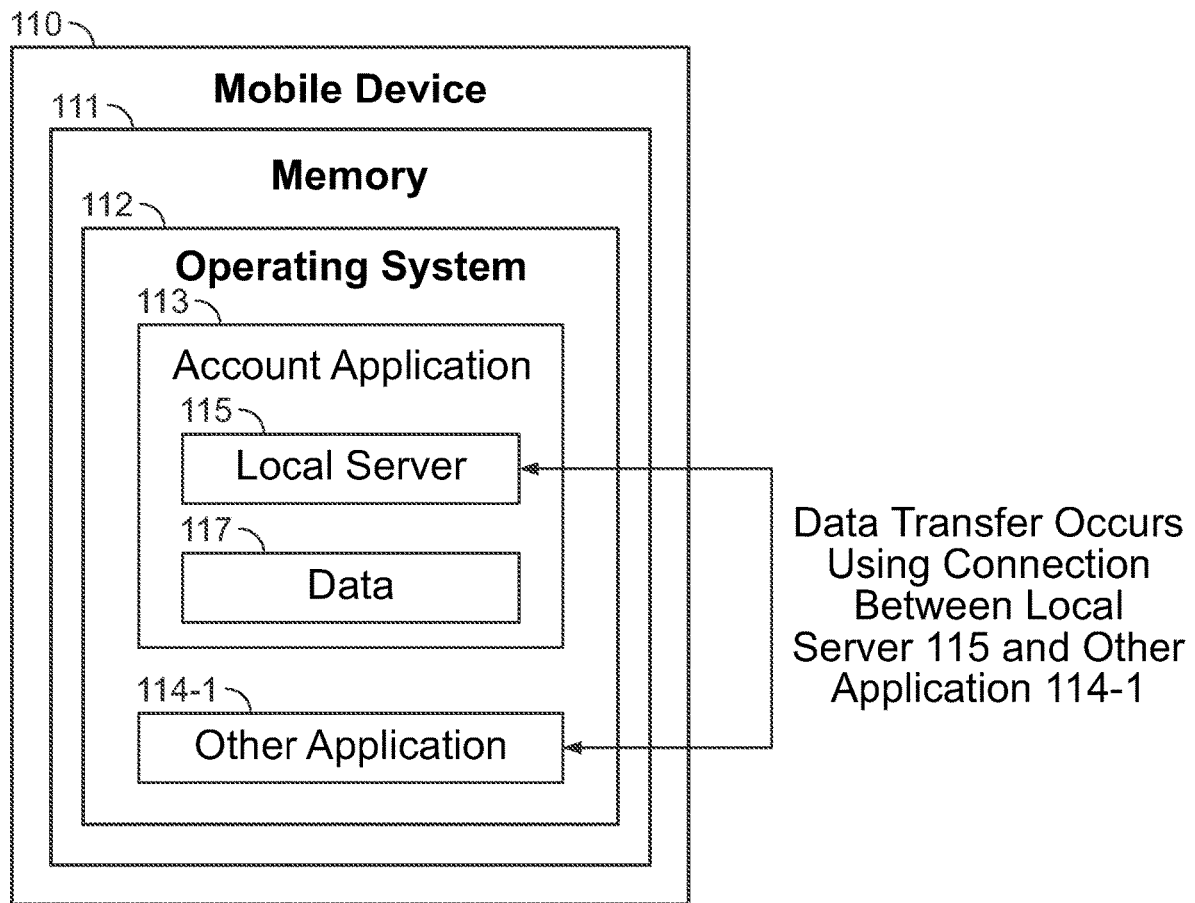 110
Mobile Device
111
Memory
112
Operating System
113
Account Application
115
Local Server
117
Data
114-1
Other Application
Data Transfer Occurs
Using Connection
Between Local
Server 115 and Other
Application 114-1